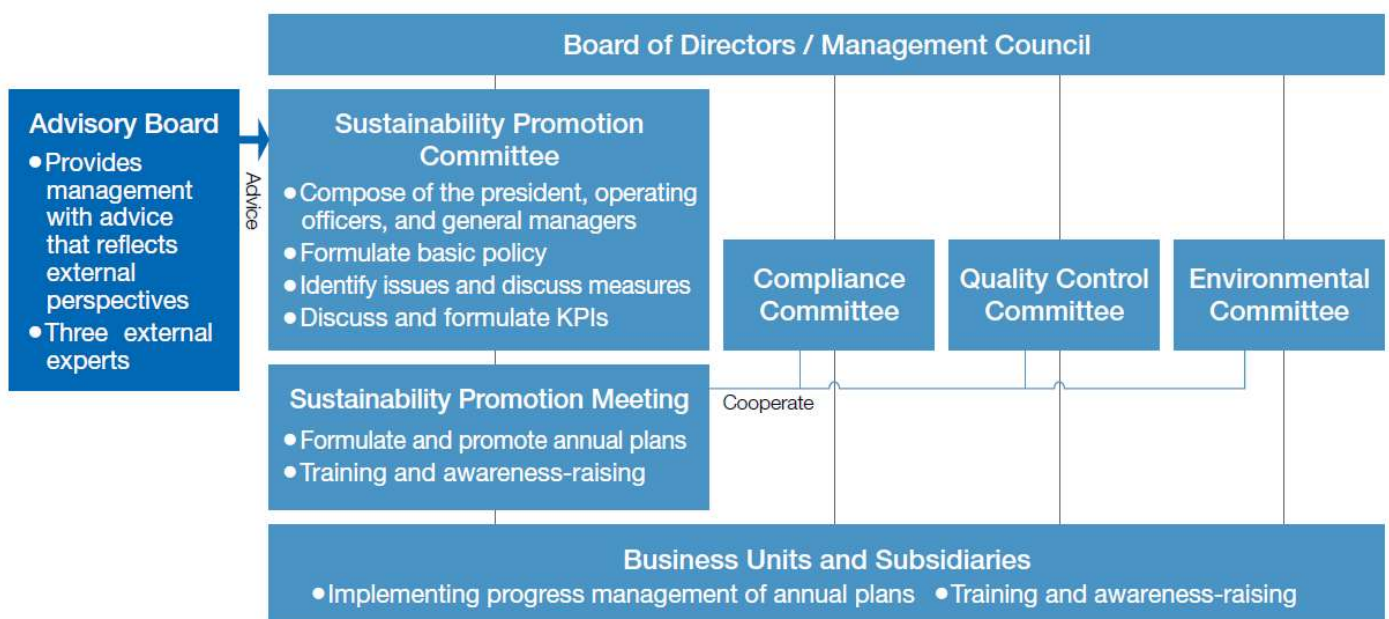 Board of Directors / Management Council
Advisory Board
●Provides
management
with advice
that reflects
external
perspectives
●Three external
experts
Advice
Sustainability Promotion
Committee
●Compose of the president, operating
officers, and general managers
●Formulate basic policy
●Identify issues and discuss measures
●Discuss and formulate KPIs
Compliance
Committee
Quality Control
Committee
Environmental
Committee
Sustainability Promotion Meeting
●Formulate and promote annual plans
●Training and awareness-raising
Cooperate
Business Units and Subsidiaries
●Implementing progress management of annual plans ●Training and awareness-raising